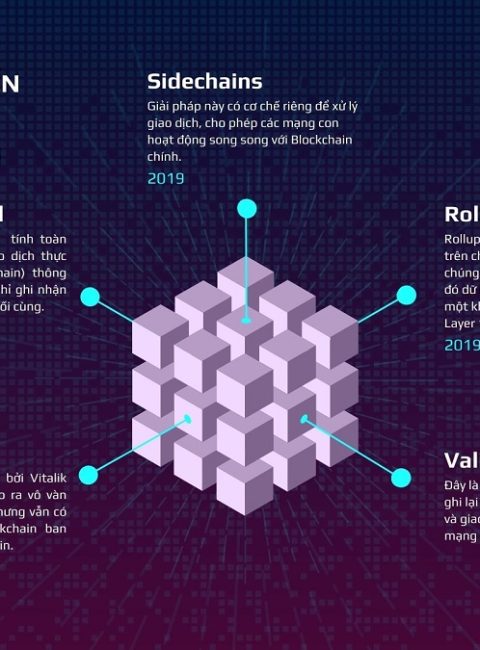 N
Sidechains
Giải pháp này có cơ chế riêng để xử lý
giao dịch, cho phép các mạng con
hoạt động song song với Blockchain
chính.
2019
l
tính toán
dịch thực
thông
hỉ ghi nhận
ối cùng.
Rol
Rollup
trên ch
chúng
đó dữ
một kh
Layer
2019
bởi Vitalik
o ra vô vàn
hưng vẫn có
kchain ban
in.
Val
Đây là
ghi lại
và giao
mạng